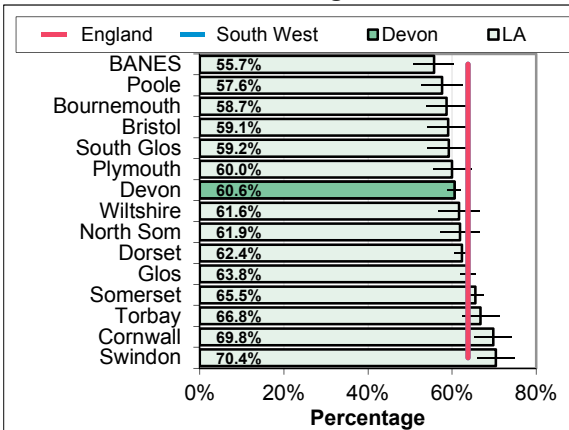 England South West Devon LA
BANES 55.7%
Poole 57.6%
Bournemouth 58.7%
Bristol 59.1%
South Glos 59.2%
Plymouth 60.0%
Devon 60.6%
Wiltshire 61.6%
North Som 61.9%
Dorset 62.4%
Glos 63.8%
Somerset 65.5%
Torbay 66.8%
Cornwall 69.8%
Swindon 70.4%
0% 20% 40% 60% 80%
Percentage